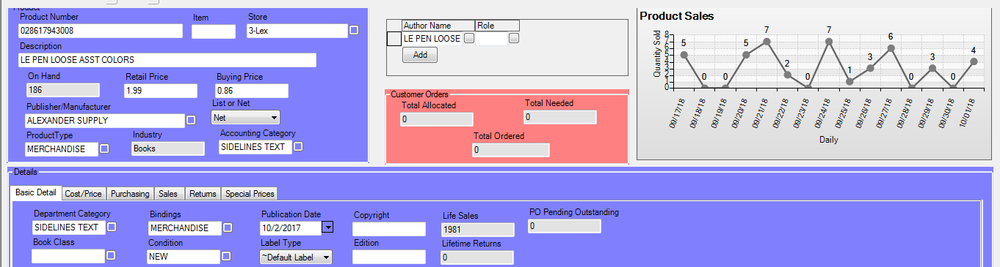 Product
Product Number Item Store
028617943008 3-Lex
Description
LE PEN LOOSE ASST COLORS
On Hand Retail Price Buying Price
186 1.99 0.86
Publisher/Manufacturer List or Net
ALEXANDER SUPPLY Net
ProductType Industry Accounting Category
MERCHANDISE Books SIDELINES TEXT
Author Name Role
LE PEN LOOSE
Add
Customer Orders
Total Allocated Total Needed
0 0
Total Ordered
0
Product Sales
Quantity Sold
8
7
6
5
4
3
2
1
0
5 0 0 5 7 2 0 7 1 3 6 0 3 0 4
09/17/18 09/18/18 09/19/18 09/20/18 09/21/18 09/22/18 09/23/18 09/24/18 09/25/18 09/26/18 09/27/18 09/28/18 09/29/18 09/30/18 10/01/18
Daily
Details
Basic Detail Cost/Price Purchasing Sales Returns Special Prices
Department Category Bindings Publication Date Copyright Life Sales PO Pending Outstanding
SIDELINES TEXT MERCHANDISE 10/2/2017 1981 0
Book Class Condition Label Type Edition Lifetime Returns
NEW ~Default Label 0